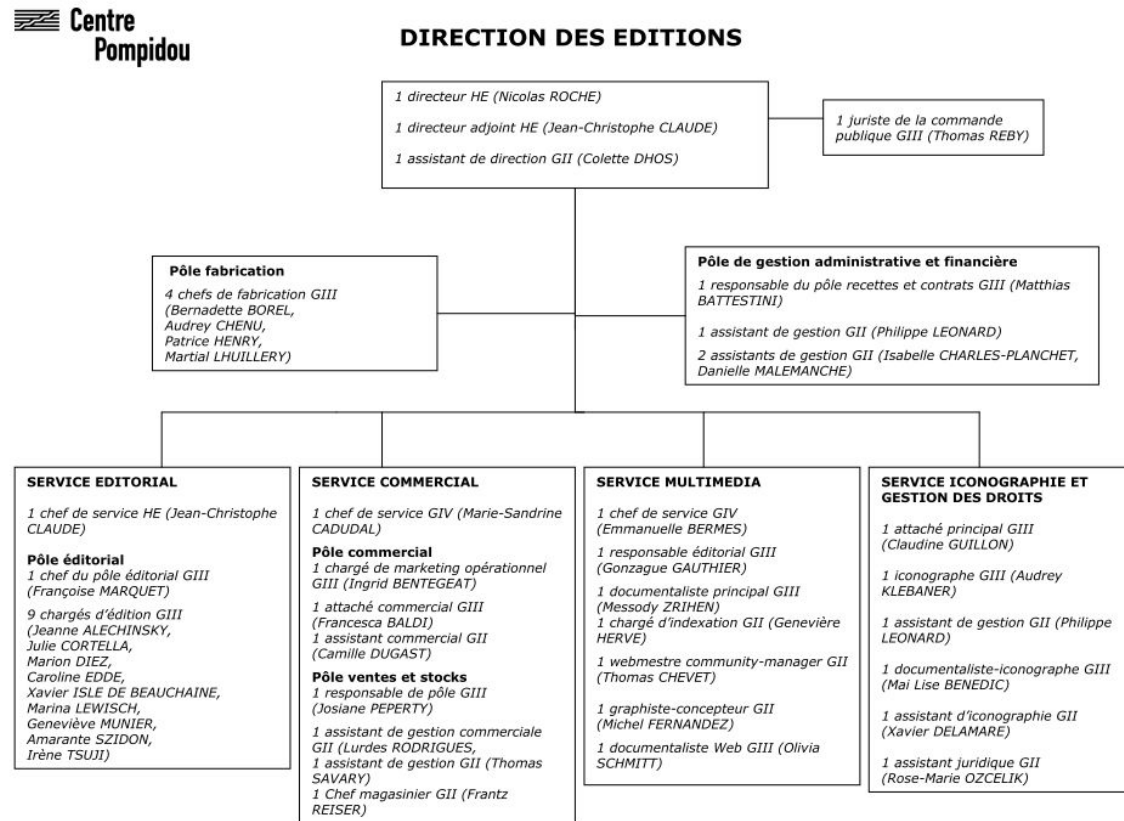 Centre
Pompidou
DIRECTION DES EDITIONS
1 directeur HE (Nicolas ROCHE)
1 directeur adjoint HE (Jean-Christophe CLAUDE)
1 assistant de direction GII (Colette DHOS)
1 juriste de la commande
publique GIII (Thomas REBY)
Pôle fabrication
4 chefs de fabrication GIII
(Bernadette BOREL,
Audrey CHENU,
Patrice HENRY,
Martial LHUILLERY)
Pôle de gestion administrative et financière
1 responsable du pôle recettes et contrats GIII (Matthias
BATTESTINI)
1 assistant de gestion GII (Philippe LEONARD)
2 assistants de gestion GII (Isabelle CHARLES-PLANCHET,
Danielle MALEMANCHE)
SERVICE EDITORIAL
1 chef de service HE (Jean-Christophe
CLAUDE)
Pôle éditorial
1 chef du pôle éditorial GIII
(Françoise MARQUET)
9 chargés d'édition GIII
(Jeanne ALECHINSKY,
Julie CORTELLA,
Marion DIEZ,
Caroline EDDE,
Xavier ISLE DE BEAUCHAINE,
Marina LEWISCH,
Geneviève MUNIER,
Amarante SZIDON,
Irène TSUJI)
SERVICE COMMERCIAL
1 chef de service GIV (Marie-Sandrine
CADUDAL)
Pôle commercial
1 chargé de marketing opérationnel
GIII (Ingrid BENTEGEAT)
1 attaché commercial GIII
(Francesca BALDI)
1 assistant commercial GII
(Camille DUGAST)
Pôle ventes et stocks
1 responsable de pôle GIII
(Josiane PEPERTY)
1 assistant de gestion commerciale
GII (Lurdes RODRIGUES,
1 assistant de gestion GII (Thomas
SAVARY)
1 Chef magasinier GII (Frantz
REISER)
SERVICE MULTIMEDIA
1 chef de service GIV
(Emmanuelle BERMES)
1 responsable éditorial GIII
(Gonzague GAUTHIER)
1 documentaliste principal GIII
(Messody ZRIHEN)
1 chargé d'indexation GII (Geneviève
HERVE)
1 webmestre community-manager GII
(Thomas CHEVET)
1 graphiste-concepteur GII
(Michel FERNANDEZ)
1 documentaliste Web GIII (Olivia
SCHMITT)
SERVICE ICONOGRAPHIE ET
GESTION DES DROITS
1 attaché principal GIII
(Claudine GUILLON)
1 iconographe GIII (Audrey
KLEBANER)
1 assistant de gestion GII (Philippe
LEONARD)
1 documentaliste-iconographe GIII
(Mai Lise BENEDIC)
1 assistant d'iconographie GII
(Xavier DELAMARE)
1 assistant juridique GII
(Rose-Marie OZCELIK)